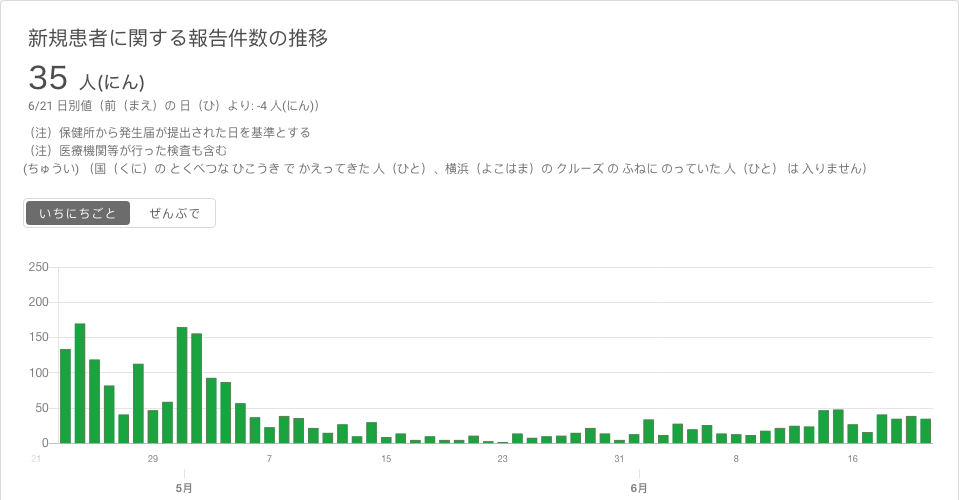 新規患者に関する報告件数の推移
35 人(にん)
6/21 日別値（前（まえ）の 日（ひ）より: -4 人(にん)）
（注）保健所から発生届が提出された日を基準とする
（注）医療機関等が行った検査も含む
(ちゅうい) （国（くに）の とくべつな ひこうき で かえってきた 人（ひと）、横浜（よこはま）の クルーズ の ふねに のっていた 人（ひと） は 入りません）
いちにちごと ぜんぶで
250
200
150
100
50
0
21 29 7 15 23 31 8 16
5月 6月